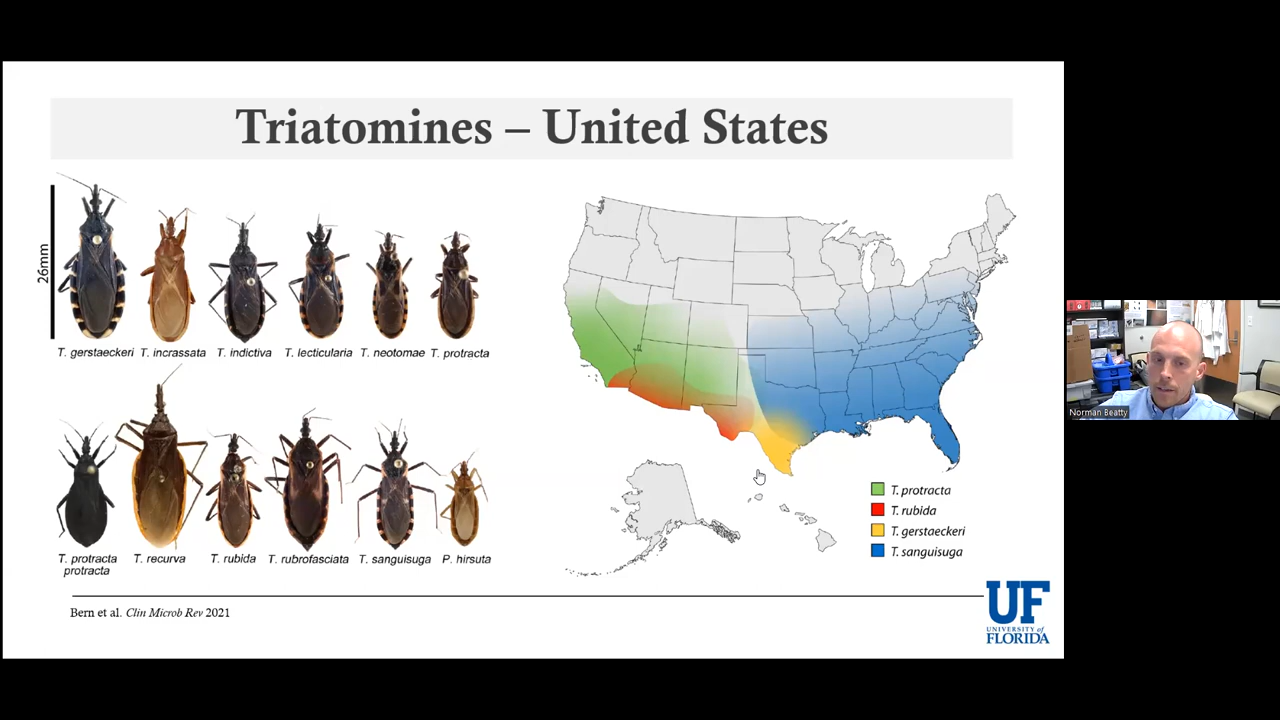 Triatomines – United States
26mm
T. gerstaeckeri T. incrassata T. indictiva T. lecticularia T. neotomae T. protracta
T. protracta protracta T. recurva T. rubida T. rubrofasciata T. sanguisuga P. hirsuta
T. protracta
T. rubida
T. gerstaeckeri
T. sanguisuga
Bern et al. Clin Microb Rev 2021
UF
UNIVERSITY of
FLORIDA
Norman Beatty